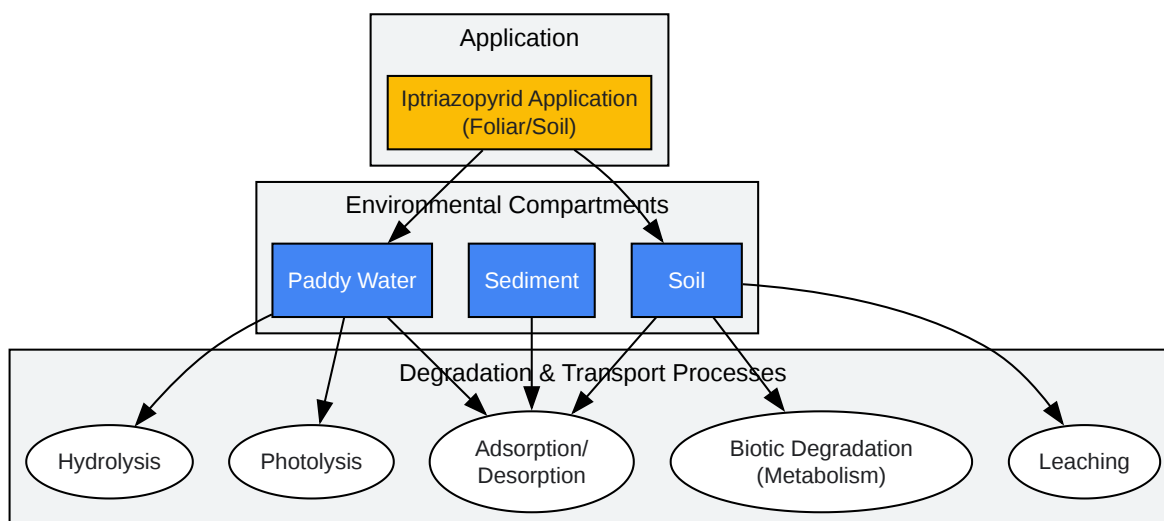 Application
Iptriazopyrid Application
(Foliar/Soil)
Environmental Compartments
Paddy Water
Sediment
Soil
Degradation & Transport Processes
Hydrolysis
Photolysis
Adsorption/
Desorption
Biotic Degradation
(Metabolism)
Leaching